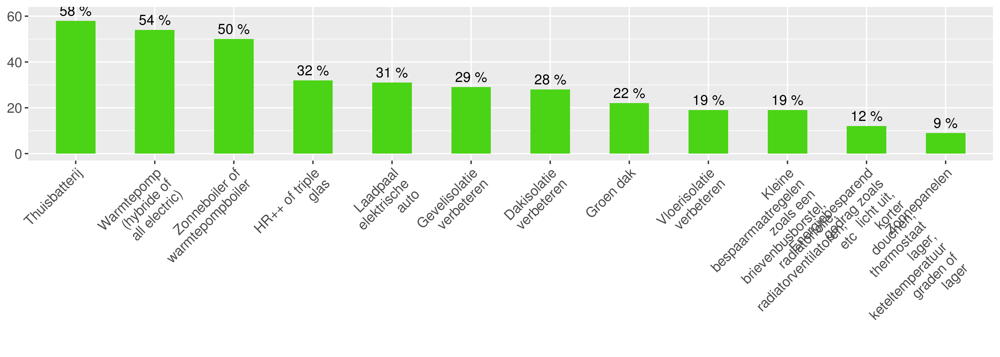 58 %
54 %
50 %
32 %
31 %
29 %
28 %
22 %
19 %
19 %
12 %
9 %
60
40
20
0
Thuisbatterij
Warmtepomp
(hybride of
all electric)
Zonneboiler of
warmtepompboiler
HR++ of triple
glas
Laadpaal
elektrische
auto
Gevelisolatie
verbeteren
Dakisolatie
verbeteren
Groen dak
Vloerisolatie
verbeteren
Kleine
bespaarmaatregelen
zoals een
brievenbusborstel,
radiatorfolie,
radiatorventilatoren,
etc
Energiebesparend
gedrag zoals
licht uit,
korter
douchen,
thermostaat
lager,
keteltemperatuur
graden of
lager
Zonnepanelen